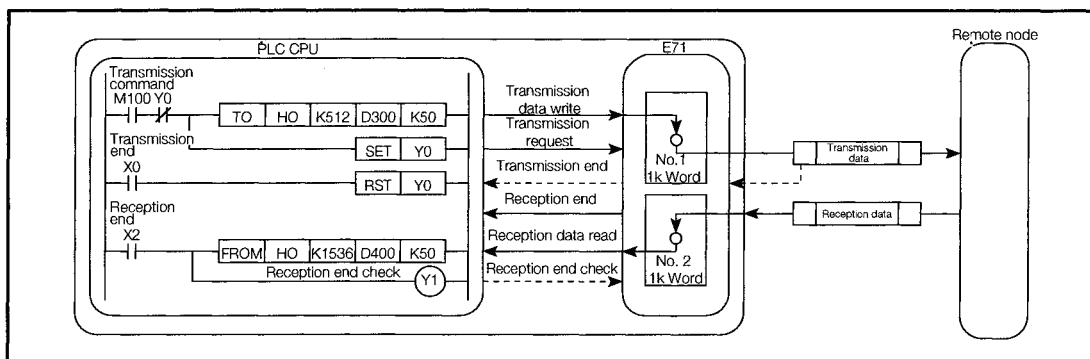 PLC CPU
E71
Remote node
Transmission
command
M100 Y0
TO HO K512 D300 K50
SET Y0
Transmission
end
X0
RST Y0
Reception
end
X2
FROM HO K1536 D400 K50
Reception end check
Y1
Transmission
data write
Transmission
request
Transmission end
Reception end
Reception data read
Reception end check
No.1
1k Word
No. 2
1k Word
Transmission
data
Reception data